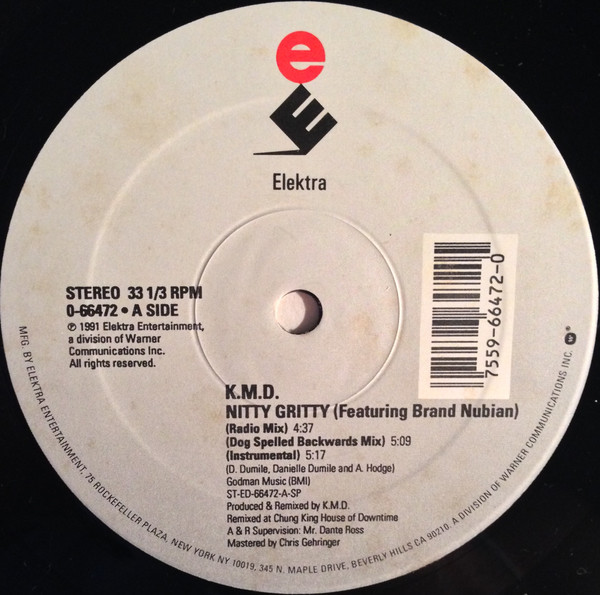 e
E
Elektra
STEREO 33 1/3 RPM
0-66472 • A SIDE
℗ 1991 Elektra Entertainment,
a division of Warner
Communications Inc.
All rights reserved.
7559-66472-0
K.M.D.
NITTY GRITTY (Featuring Brand Nubian)
(Radio Mix) 4:37
(Dog Spelled Backwards Mix) 5:09
(Instrumental) 5:17
(D. Dumile, Danielle Dumile and A. Hodge)
Godman Music (BMI)
ST-ED-66472-A-SP
Produced & Remixed by K.M.D.
Remixed at Chung King House of Downtime
A & R Supervision: Mr. Dante Ross
Mastered by Chris Gehringer
MFG. BY ELEKTRA ENTERTAINMENT, 75 ROCKEFELLER PLAZA, NEW YORK NY 10019, 345 N. MAPLE DRIVE, BEVERLY HILLS CA 90210. A DIVISION OF WARNER COMMUNICATIONS INC.